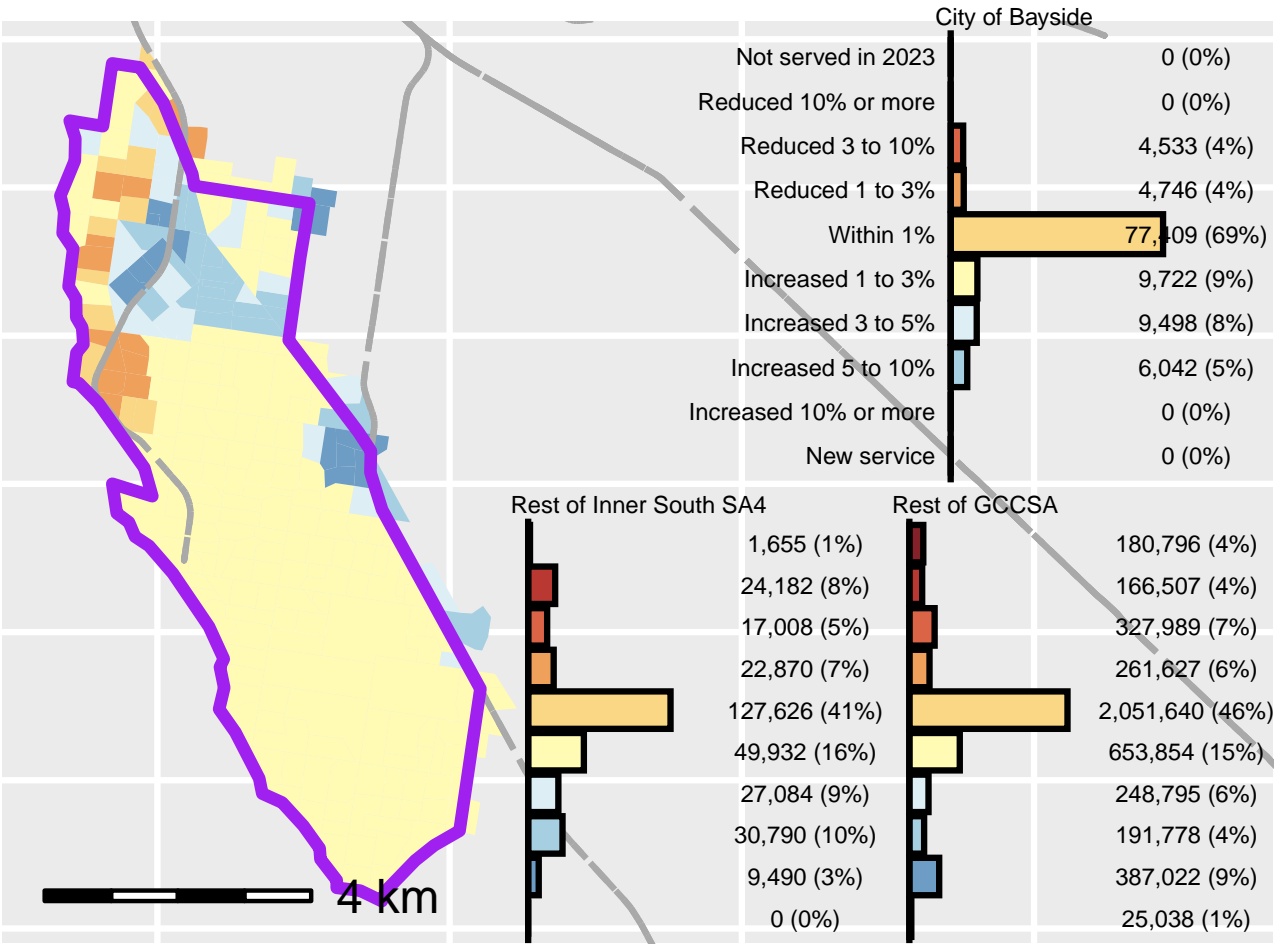 City of Bayside
Not served in 2023 0 (0%)
Reduced 10% or more 0 (0%)
Reduced 3 to 10% 4,533 (4%)
Reduced 1 to 3% 4,746 (4%)
Within 1% 77,409 (69%)
Increased 1 to 3% 9,722 (9%)
Increased 3 to 5% 9,498 (8%)
Increased 5 to 10% 6,042 (5%)
Increased 10% or more 0 (0%)
New service 0 (0%)
Rest of Inner South SA4 Rest of GCCSA
1,655 (1%) 180,796 (4%)
24,182 (8%) 166,507 (4%)
17,008 (5%) 327,989 (7%)
22,870 (7%) 261,627 (6%)
127,626 (41%) 2,051,640 (46%)
49,932 (16%) 653,854 (15%)
27,084 (9%) 248,795 (6%)
30,790 (10%) 191,778 (4%)
9,490 (3%) 387,022 (9%)
0 (0%) 25,038 (1%)
4 km